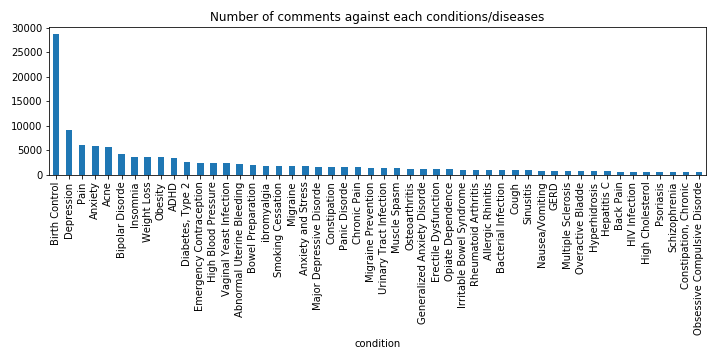 Number of comments against each conditions/diseases
30000
25000
20000
15000
10000
5000
0
Birth Control
Depression
Pain
Anxiety
Acne
Bipolar Disorde
Insomnia
Weight Loss
Obesity
ADHD
Diabetes, Type 2
Emergency Contraception
High Blood Pressure
Vaginal Yeast Infection
Abnormal Uterine Bleeding
Bowel Preparation
ibromyalgia
Smoking Cessation
Migraine
Anxiety and Stress
Major Depressive Disorde
Constipation
Panic Disorde
Chronic Pain
Migraine Prevention
Urinary Tract Infection
Muscle Spasm
Osteoarthritis
Generalized Anxiety Disorde
Erectile Dysfunction
Opiate Dependence
Irritable Bowel Syndrome
Rheumatoid Arthritis
Allergic Rhinitis
Bacterial Infection
Cough
Sinusitis
Nausea/Vomiting
GERD
Multiple Sclerosis
Overactive Bladde
Hyperhidrosis
Hepatitis C
Back Pain
HIV Infection
High Cholesterol
Psoriasis
Schizophrenia
Constipation, Chronic
Obsessive Compulsive Disorde
condition